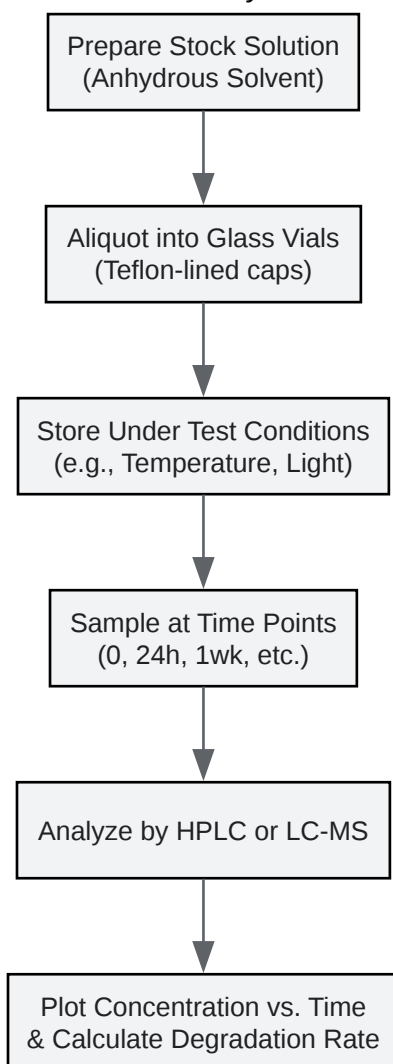 Prepare Stock Solution
(Anhydrous Solvent)
Aliquot into Glass Vials
(Teflon-lined caps)
Store Under Test Conditions
(e.g., Temperature, Light)
Sample at Time Points
(0, 24h, 1wk, etc.)
Analyze by HPLC or LC-MS
Plot Concentration vs. Time
& Calculate Degradation Rate